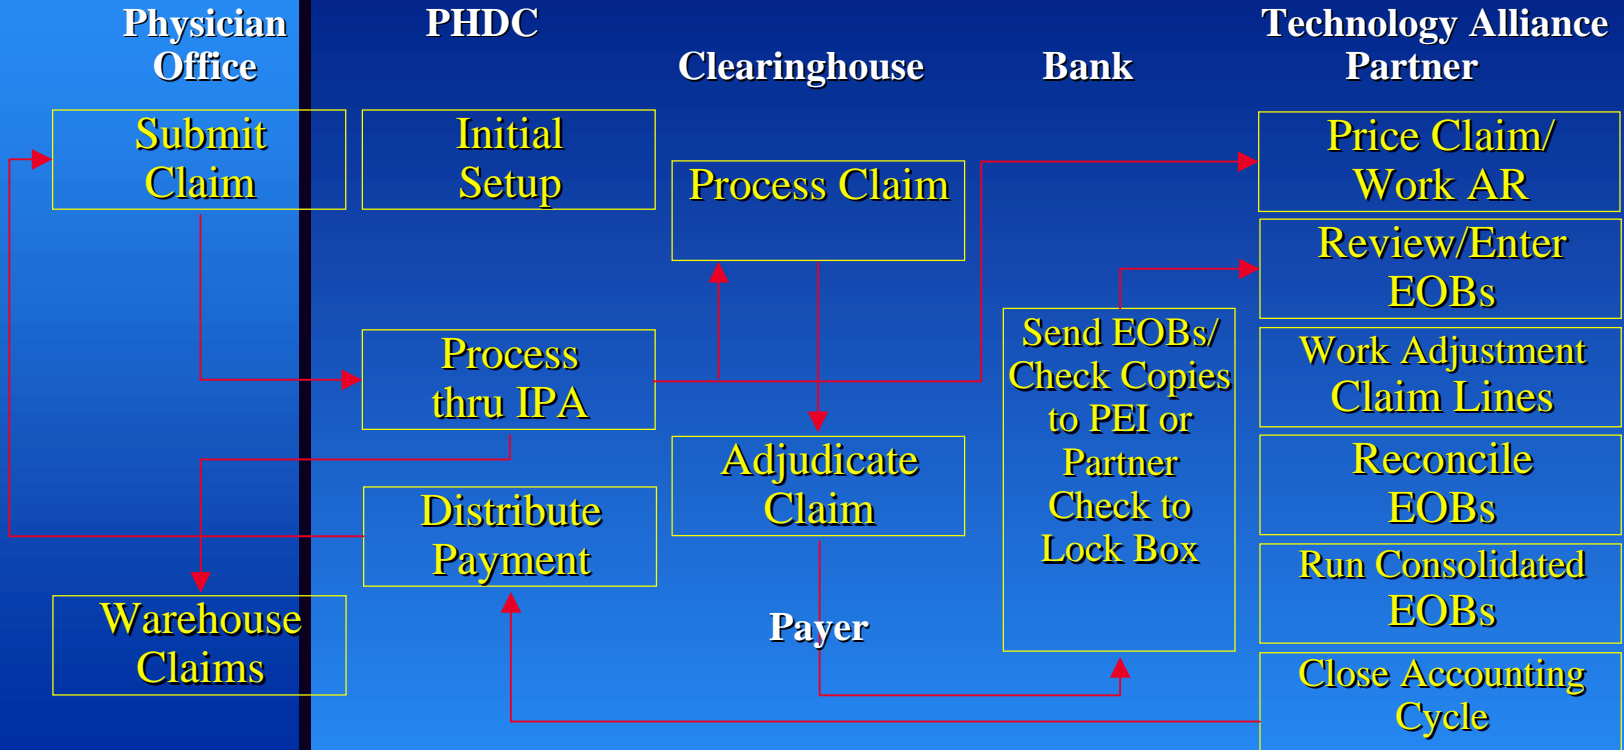 Physician
Office
PHDC
Clearinghouse
Bank
Technology Alliance
Partner
Submit
Claim
Initial
Setup
Process Claim
Price Claim/
Work AR
Review/Enter
EOBs
Process
thru IPA
Send EOBs/
Check Copies
to PEI or
Partner
Check to
Lock Box
Work Adjustment
Claim Lines
Adjudicate
Claim
Reconcile
EOBs
Distribute
Payment
Run Consolidated
EOBs
Warehouse
Claims
Payer
Close Accounting
Cycle